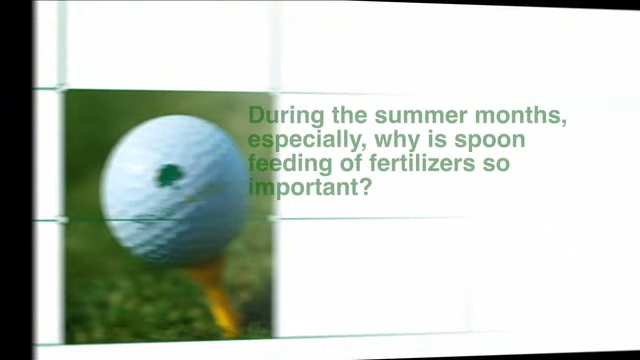 During the summer months,
especially, why is spoon
feeding of fertilizers so
important?